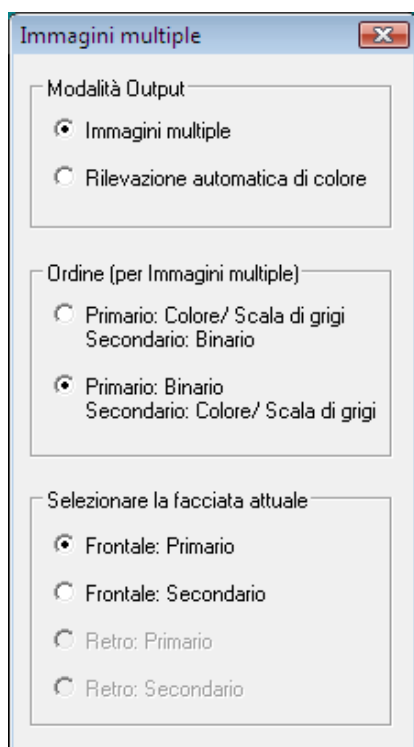 Immagini multiple
Modalità Output
Immagini multiple
Rilevazione automatica di colore
Ordine (per Immagini multiple)
Primario: Colore/ Scala di grigi
Secondario: Binario
Primario: Binario
Secondario: Colore/ Scala di grigi
Selezionare la facciata attuale
Frontale: Primario
Frontale: Secondario
Retro: Primario
Retro: Secondario